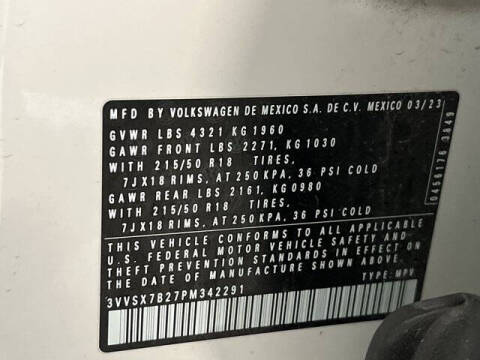 MFD BY VOLKSWAGEN DE MEXICO S.A. DE C.V. MEXICO 03/23
GVWR LBS 4321 KG 1960
GAWR FRONT LBS 2271, KG 1030
WITH 215/50 R18 TIRES,
7JX18 RIMS, AT 250 KPA, 36 PSI COLD
GAWR REAR LBS 2161, KG 0980
WITH 215/50 R18 TIRES,
7JX18 RIMS, AT 250 KPA, 36 PSI COLD
THIS VEHICLE CONFORMS TO ALL APPLICABLE
U.S. FEDERAL MOTOR VEHICLE SAFETY AND
THEFT PREVENTION STANDARDS IN EFFECT ON
THE DATE OF MANUFACTURE SHOWN ABOVE.
3VVSX7B27PM342291 TYPE: MPV
0456176 3849